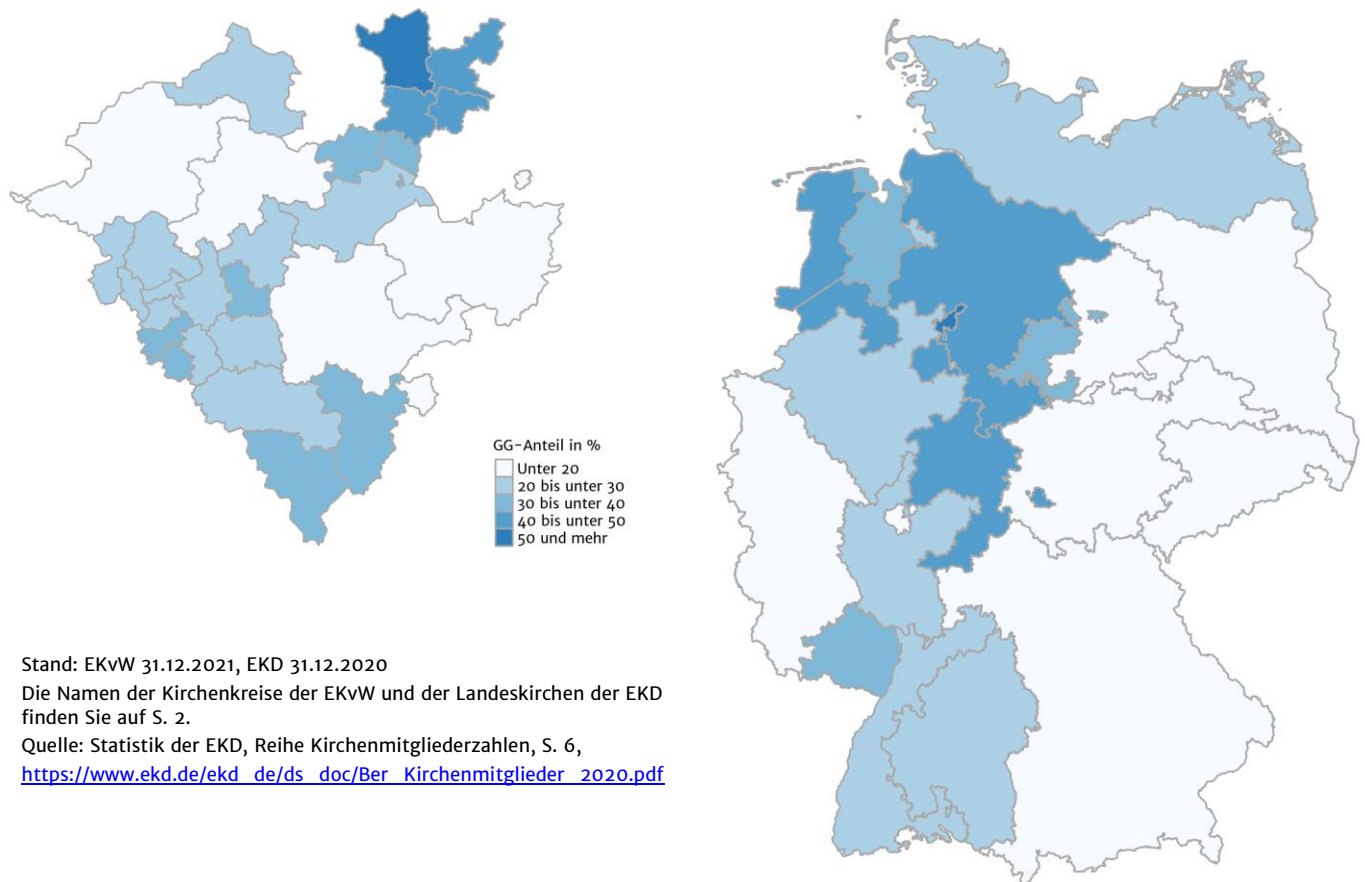 GG-Anteil in %
Unter 20
20 bis unter 30
30 bis unter 40
40 bis unter 50
50 und mehr
Stand: EKvW 31.12.2021, EKD 31.12.2020
Die Namen der Kirchenkreise der EKvW und der Landeskirchen der EKD
finden Sie auf S. 2.
Quelle: Statistik der EKD, Reihe Kirchenmitgliederzahlen, S. 6,
https://www.ekd.de/ekd_de/ds_doc/Ber_Kirchenmitglieder_2020.pdf